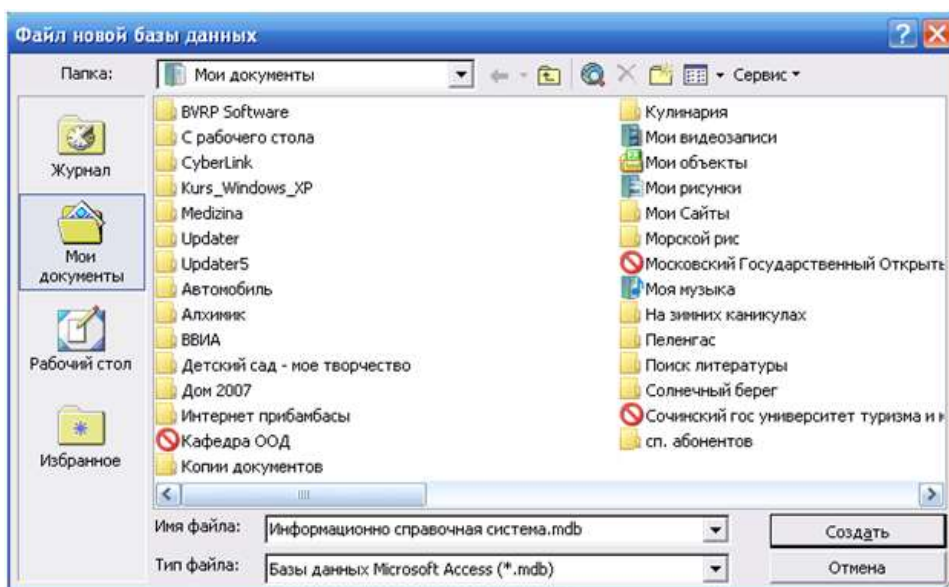 Файл новой базы данных
Папка:
Мои документы
Сервис
Журнал
Мои документы
Рабочий стол
Избранное
BVRP Software
С рабочего стола
CyberLink
Kurs_Windows_XP
Medizina
Updater
Updater5
Автомобиль
Алхимик
ВВИА
Детский сад - мое творчество
Дом 2007
Интернет прибамбасы
Кафедра ООД
Копии документов
Кулинария
Мои видеозаписи
Мои объекты
Мои рисунки
Мои Сайты
Морской рис
Московский Государственный Открыть
Моя музыка
На зимних каникулах
Пеленгас
Поиск литературы
Солнечный берег
Сочинский гос университет туризма и
сп. абонентов
Имя файла:
Информационно справочная система.mdb
Создать
Тип файла:
Базы данных Microsoft Access (*.mdb)
Отмена